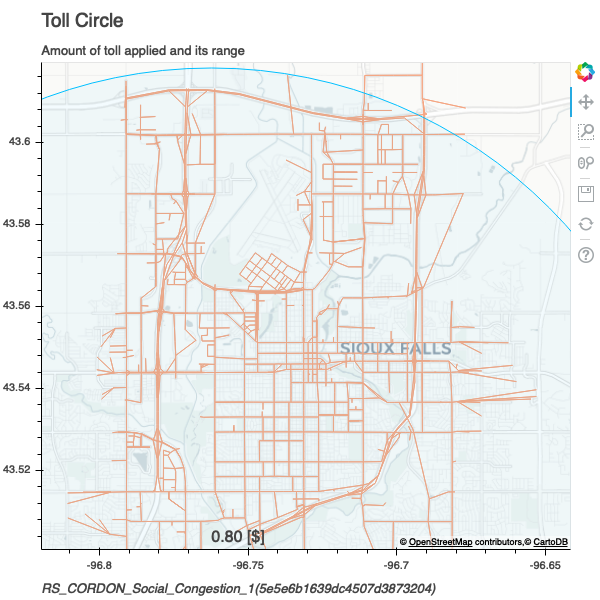 Toll Circle
Amount of toll applied and its range
43.6
43.58
43.56
43.54
43.52
SIOUX FALLS
0.80 [$]
© OpenStreetMap contributors,© CartoDB
-96.8
-96.75
-96.7
-96.65
RS_CORDON_Social_Congestion_1(5e5e6b1639dc4507d3873204)